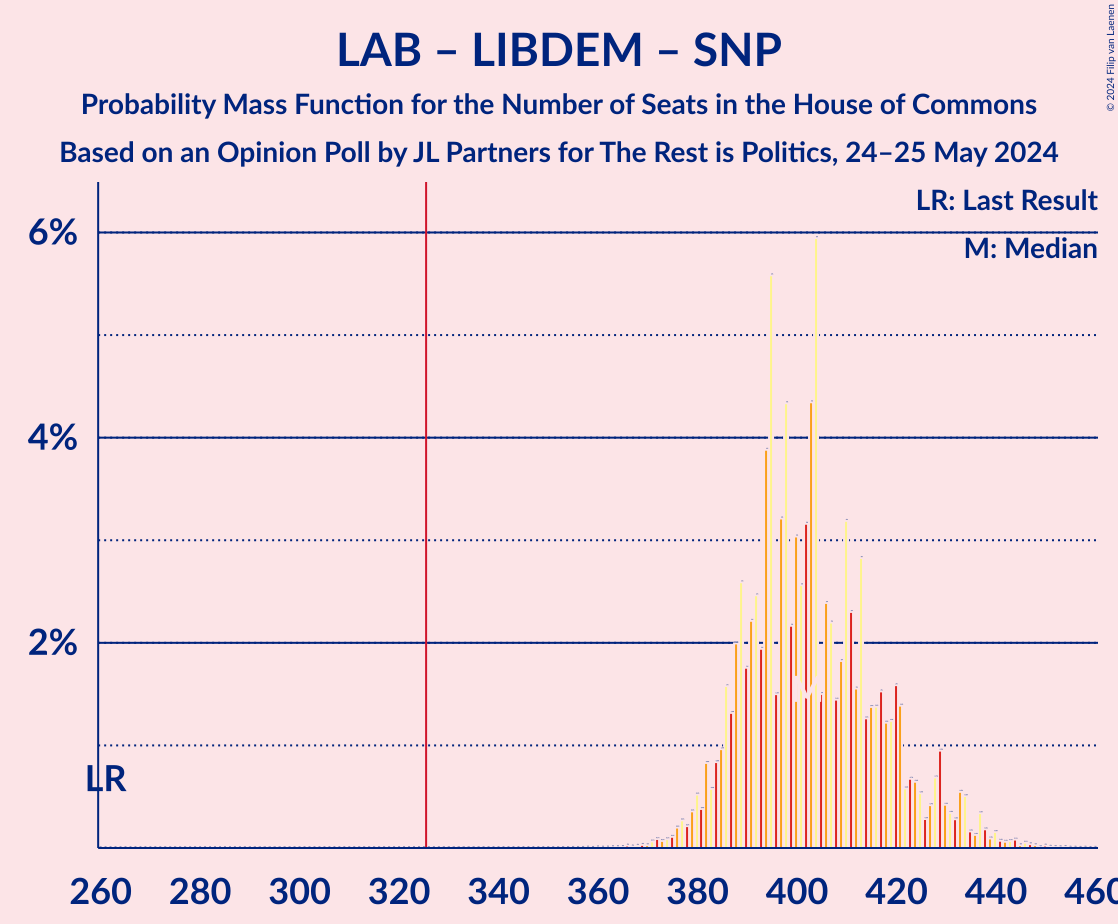 LAB – LIBDEM – SNP
Probability Mass Function for the Number of Seats in the House of Commons
Based on an Opinion Poll by JL Partners for The Rest is Politics, 24–25 May 2024
© 2024 Filip van Laenen
LR: Last Result
M: Median
6%
4%
2%
M
LR
260 280 300 320 340 360 380 400 420 440 460